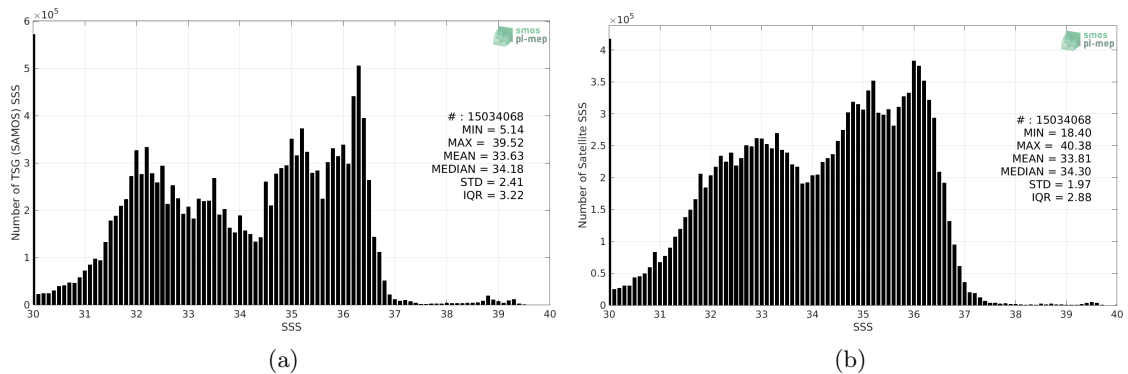 ×10⁵
6
5
4
3
2
1
0
Number of TSG (SAMOS) SSS
smos
pi-mep
# : 15034068
MIN = 5.14
MAX = 39.52
MEAN = 33.63
MEDIAN = 34.18
STD = 2.41
IQR = 3.22
30 31 32 33 34 35 36 37 38 39 40
SSS
(a)
×10⁵
4
3.5
3
2.5
2
1.5
1
0.5
0
Number of Satellite SSS
smos
pi-mep
# : 15034068
MIN = 18.40
MAX = 40.38
MEAN = 33.81
MEDIAN = 34.30
STD = 1.97
IQR = 2.88
30 31 32 33 34 35 36 37 38 39 40
SSS
(b)